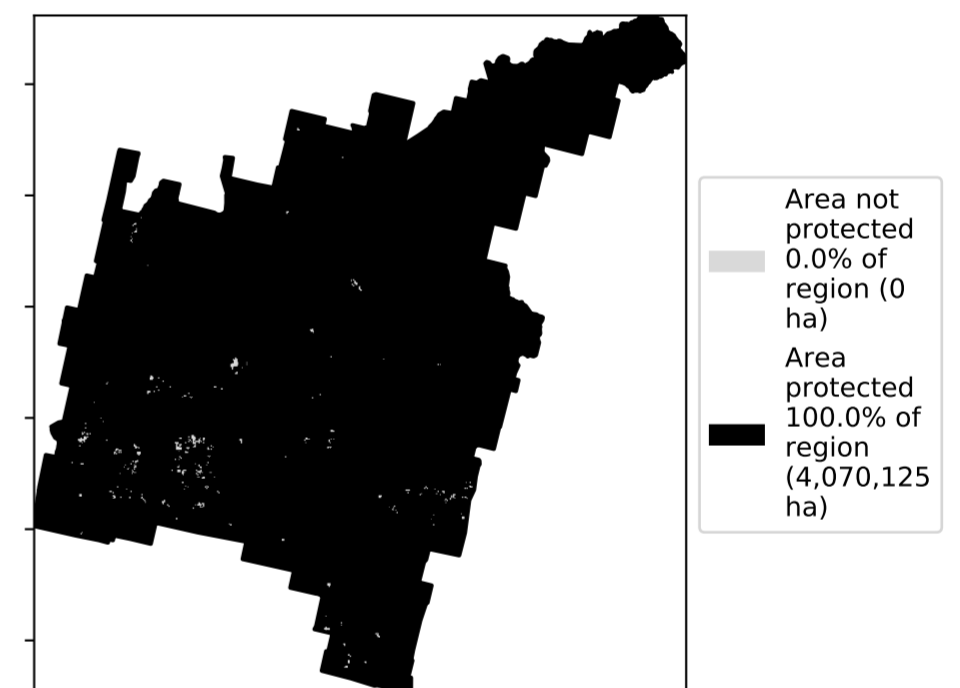 Area not
protected
0.0% of
region (0
ha)
Area
protected
100.0% of
region
(4,070,125
ha)